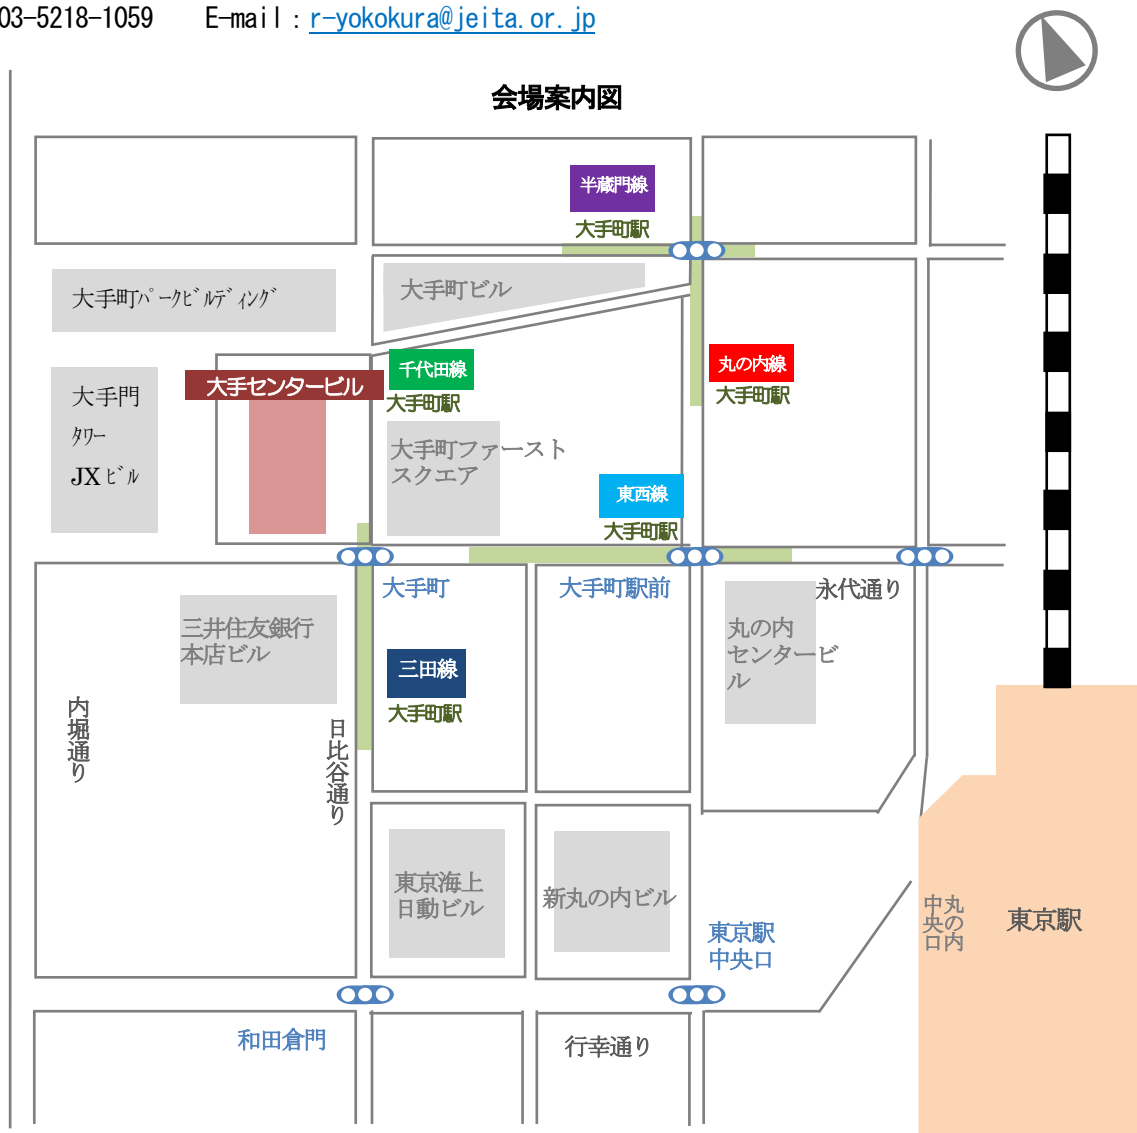 03-5218-1059 E-mail：r-yokokura@jeita.or.jp
会場案内図
半蔵門線
大手町駅
大手町ﾊﾟｰｸﾋﾞﾙﾃﾞｨﾝｸﾞ
大手町ビル
大手門
ﾀﾜｰ
JXﾋﾞﾙ
大手センタービル
千代田線
大手町駅
丸の内線
大手町駅
大手町ファースト
スクエア
東西線
大手町駅
大手町
大手町駅前
永代通り
三井住友銀行
本店ビル
丸の内
センタービ
ル
三田線
大手町駅
内堀通り
日比谷通り
東京海上
日動ビル
新丸の内ビル
東京駅
中央口
丸の内
中央口
東京駅
和田倉門
行幸通り